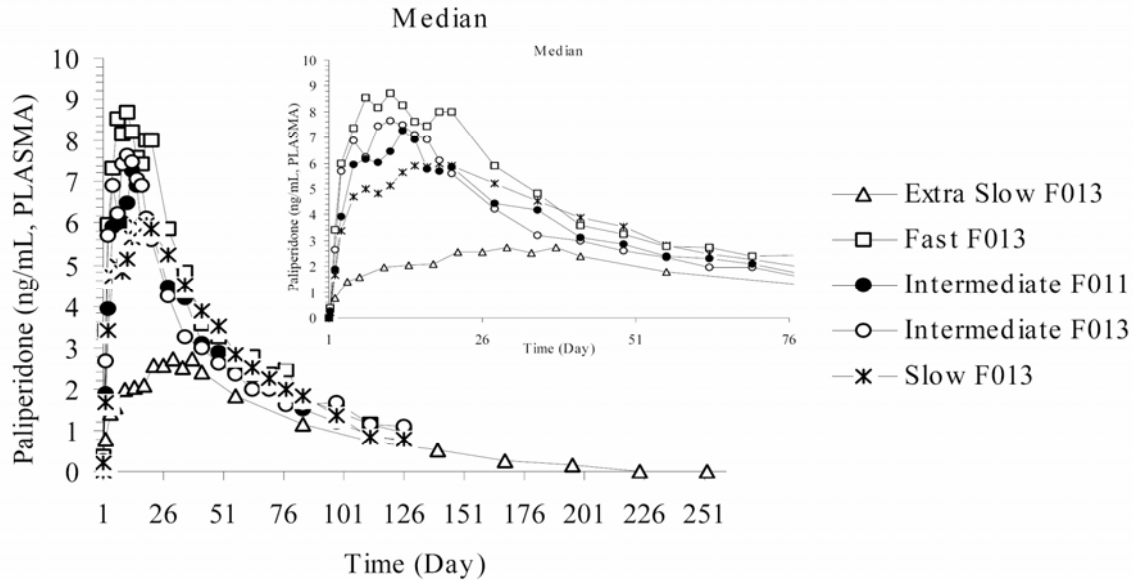 Median
Median
10
9
8
7
6
5
4
3
2
1
0
Paliperidone (ng/mL, PLASMA)
1 26 51 76 101 126 151 176 201 226 251
Time (Day)
10
9
8
7
6
5
4
3
2
1
0
Paliperidone (ng/mL, PLASMA)
1 26 51 76
Time (Day)
Extra Slow F013
Fast F013
Intermediate F011
Intermediate F013
Slow F013